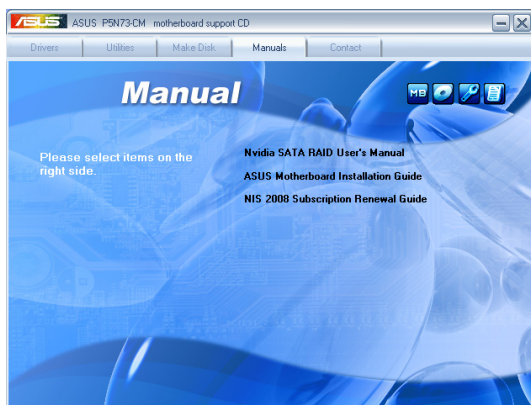 ASUS ASUS P5N73-CM motherboard support CD
Drivers Utilities Make Disk Manuals Contact
Manual
MB
Please select items on the
right side.
Nvidia SATA RAID User's Manual
ASUS Motherboard Installation Guide
NIS 2008 Subscription Renewal Guide